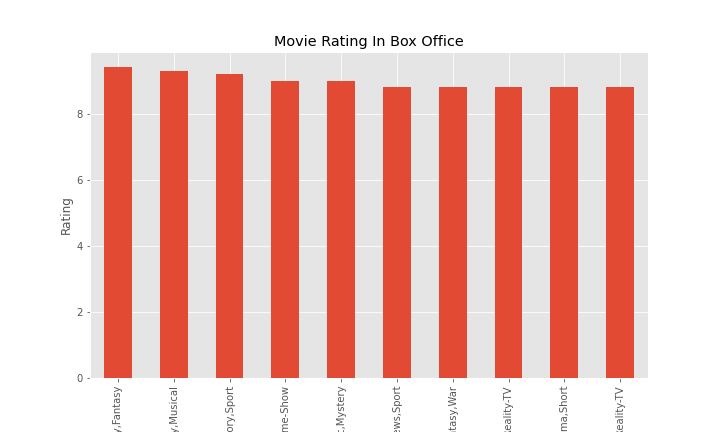 Movie Rating In Box Office
Rating
8
6
4
2
0
y,Fantasy
y,Musical
ory,Sport
me-Show
,Mystery
ews,Sport
tasy,War
eality-TV
ma,Short
eality-TV